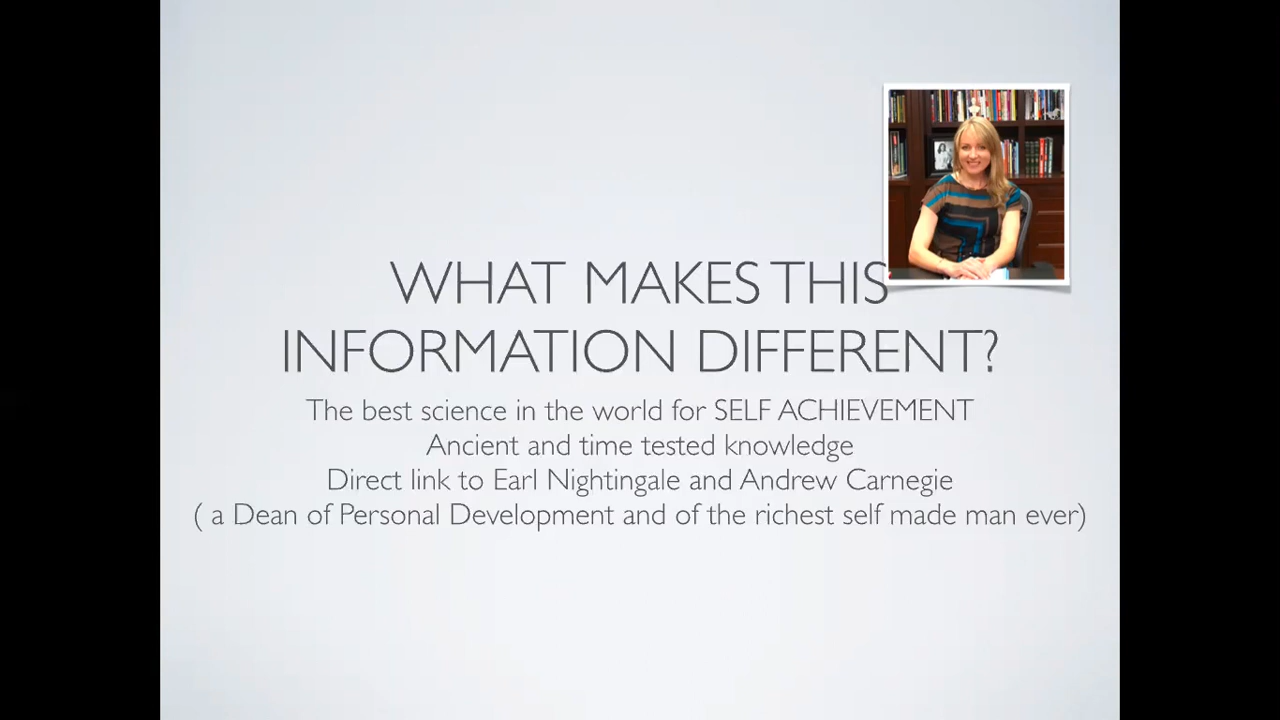 WHAT MAKES THIS
INFORMATION DIFFERENT?
The best science in the world for SELF ACHIEVEMENT
Ancient and time tested knowledge
Direct link to Earl Nightingale and Andrew Carnegie
( a Dean of Personal Development and of the richest self made man ever)